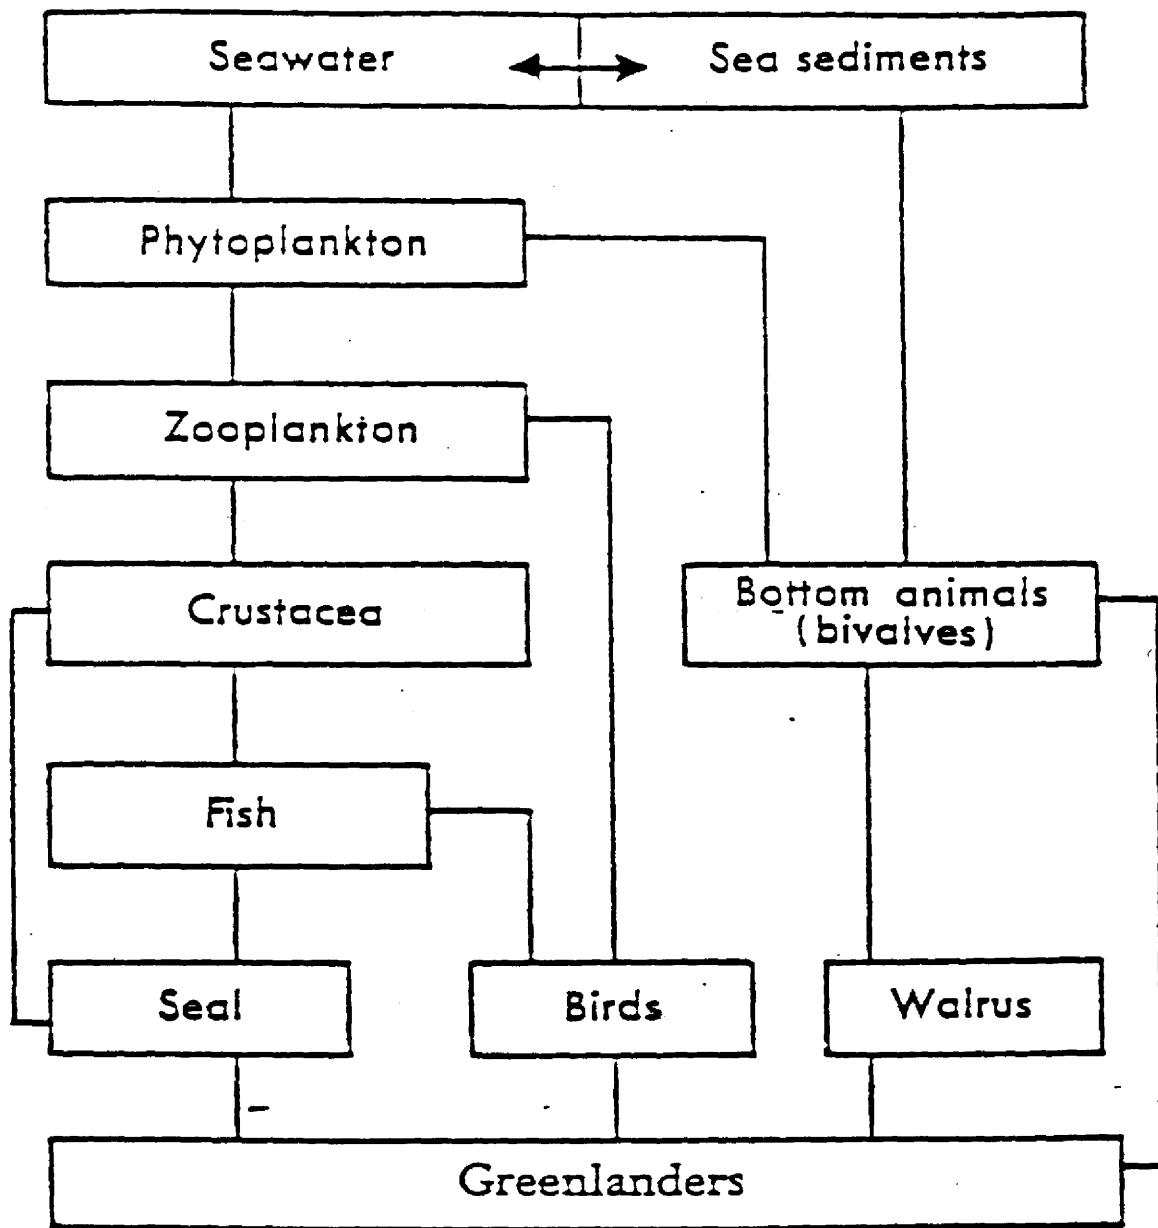 Seawater
Sea sediments
Phytoplankton
Zooplankton
Crustacea
Bottom animals
(bivalves)
Fish
Seal
Birds
Walrus
Greenlanders